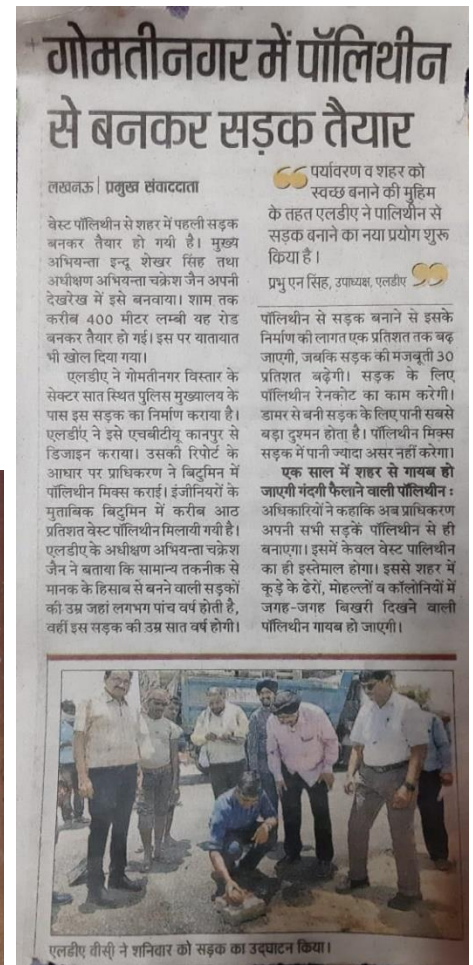 गोमतीनगर में पॉलिथीन
से बनकर सड़क तैयार
लखनऊ | प्रमुख संवाददाता
वेस्ट पॉलिथीन से शहर में पहली सड़क
बनकर तैयार हो गयी है। मुख्य
अभियन्ता इन्दू शेखर सिंह तथा
अधीक्षण अभियन्ता चक्रेश जैन अपनी
देखरेख में इसे बनवाया। शाम तक
करीब 400 मीटर लम्बी यह रोड
बनकर तैयार हो गई। इस पर यातायात
भी खोल दिया गया।
एलडीए ने गोमतीनगर विस्तार के
सेक्टर सात स्थित पुलिस मुख्यालय के
पास इस सड़क का निर्माण कराया है।
एलडीए ने इसे एचबीटीयू कानपुर से
डिजाइन कराया। उसकी रिपोर्ट के
आधार पर प्राधिकरण ने बिटुमिन में
पॉलिथीन मिक्स कराई। इंजीनियरों के
मुताबिक बिटुमिन में करीब आठ
प्रतिशत वेस्ट पॉलिथीन मिलायी गयी है।
एलडीए के अधीक्षण अभियन्ता चक्रेश
जैन ने बताया कि सामान्य तकनीक से
मानक के हिसाब से बनने वाली सड़कों
की उम्र जहां लगभग पांच वर्ष होती है,
वहीं इस सड़क की उम्र सात वर्ष होगी।
पर्यावरण व शहर को
स्वच्छ बनाने की मुहिम
के तहत एलडीए ने पालिथीन से
सड़क बनाने का नया प्रयोग शुरू
किया है।
प्रभु एन सिंह, उपाध्यक्ष, एलडीए
पॉलिथीन से सड़क बनाने से इसके
निर्माण की लागत एक प्रतिशत तक बढ़
जाएगी, जबकि सड़क की मजबूती 30
प्रतिशत बढ़ेगी। सड़क के लिए
पॉलिथीन रेनकोट का काम करेगी।
डामर से बनी सड़क के लिए पानी सबसे
बड़ा दुश्मन होता है। पॉलिथीन मिक्स
सड़क में पानी ज्यादा असर नहीं करेगा।
एक साल में शहर से गायब हो
जाएगी गंदगी फैलाने वाली पॉलिथीन :
अधिकारियों ने कहाकि अब प्राधिकरण
अपनी सभी सड़कें पॉलिथीन से ही
बनाएगा। इसमें केवल वेस्ट पालिथीन
का ही इस्तेमाल होगा। इससे शहर में
कूड़े के ढेरों, मोहल्लों व कॉलोनियों में
जगह-जगह बिखरी दिखने वाली
पॉलिथीन गायब हो जाएगी।
एलडीए वीसी ने शनिवार को सड़क का उद्घाटन किया।